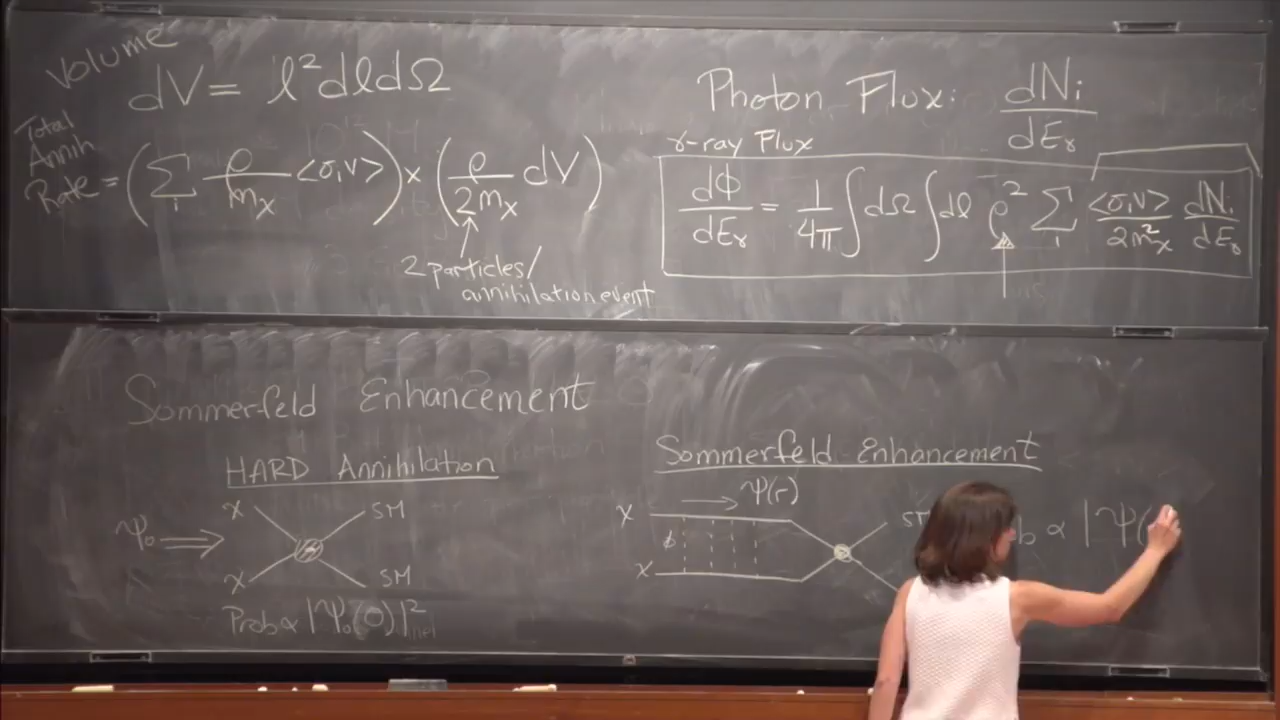 Volume
dV = ℓ² dℓ dΩ
Total Annih Rate = (Σᵢ ρ/mχ <σᵢv>) × (ρ/2mχ dV)
2 particles/
annihilation event
Photon Flux: dNᵢ/dEγ
γ-ray Flux
dΦ/dEγ = 1/4π ∫dΩ ∫dℓ ρ² Σᵢ <σᵢv>/2mχ² dNᵢ/dEγ
Sommerfeld Enhancement
HARD Annihilation
ψ₀ ⇒
χ SM
χ SM
Prob ∝ |ψ₀(0)|²
Sommerfeld Enhancement
→ ψ(r)
χ
φ
χ
SM
b ∝ |ψ(